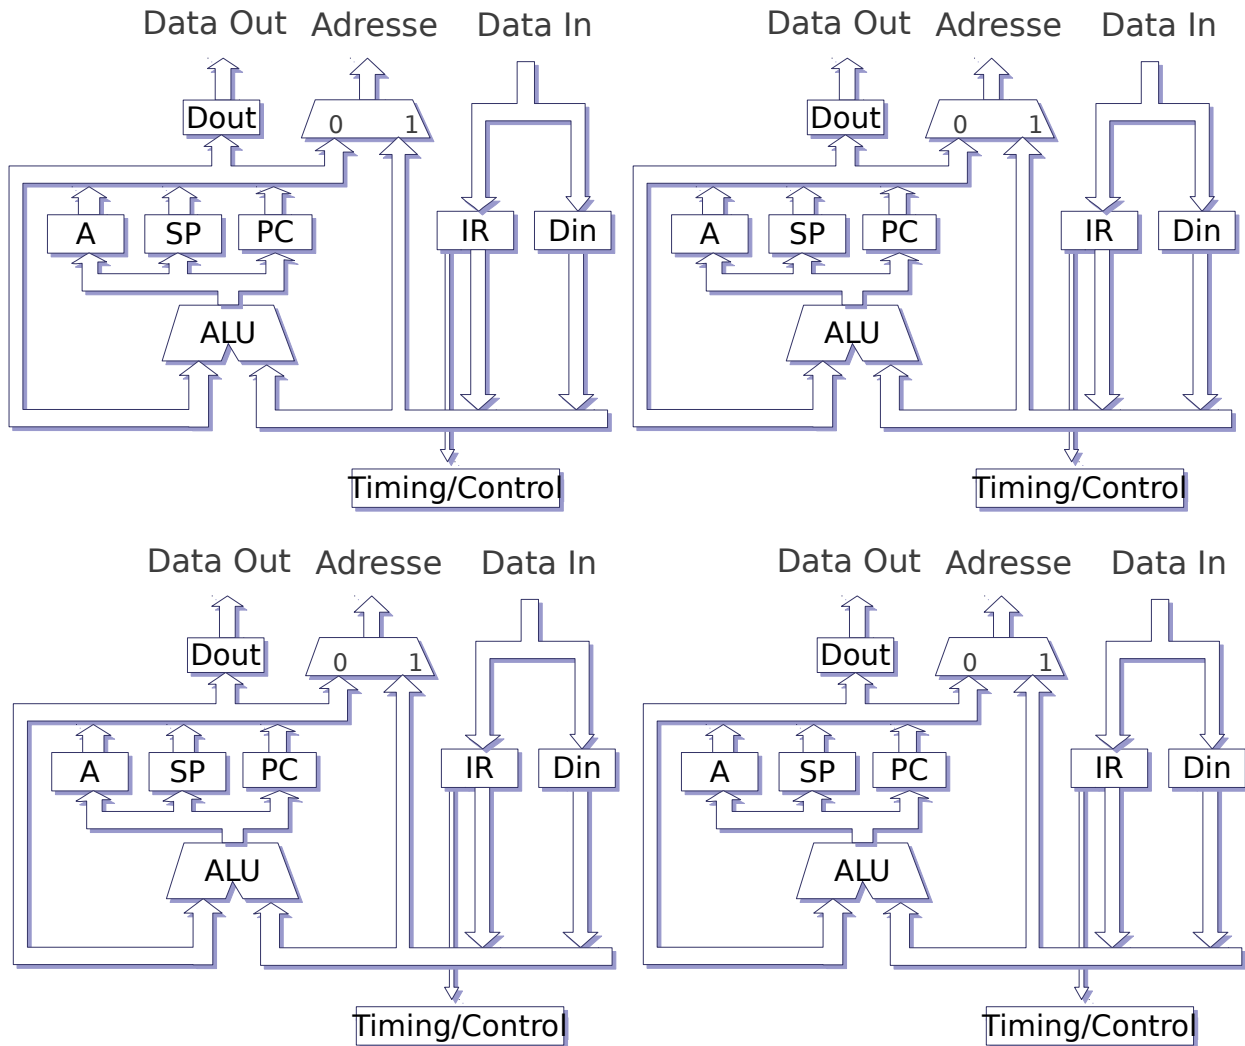 Data Out Adresse Data In
Dout 0 1
A SP PC IR Din
ALU
Timing/Control
Data Out Adresse Data In
Dout 0 1
A SP PC IR Din
ALU
Timing/Control
Data Out Adresse Data In
Dout 0 1
A SP PC IR Din
ALU
Timing/Control
Data Out Adresse Data In
Dout 0 1
A SP PC IR Din
ALU
Timing/Control